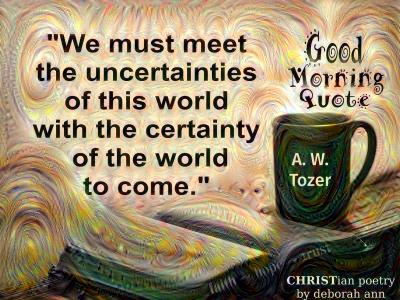 "We must meet
the uncertainties
of this world
with the certainty
of the world
to come."
Good
Morning
Quote
A. W.
Tozer
CHRISTian poetry
by deborah ann